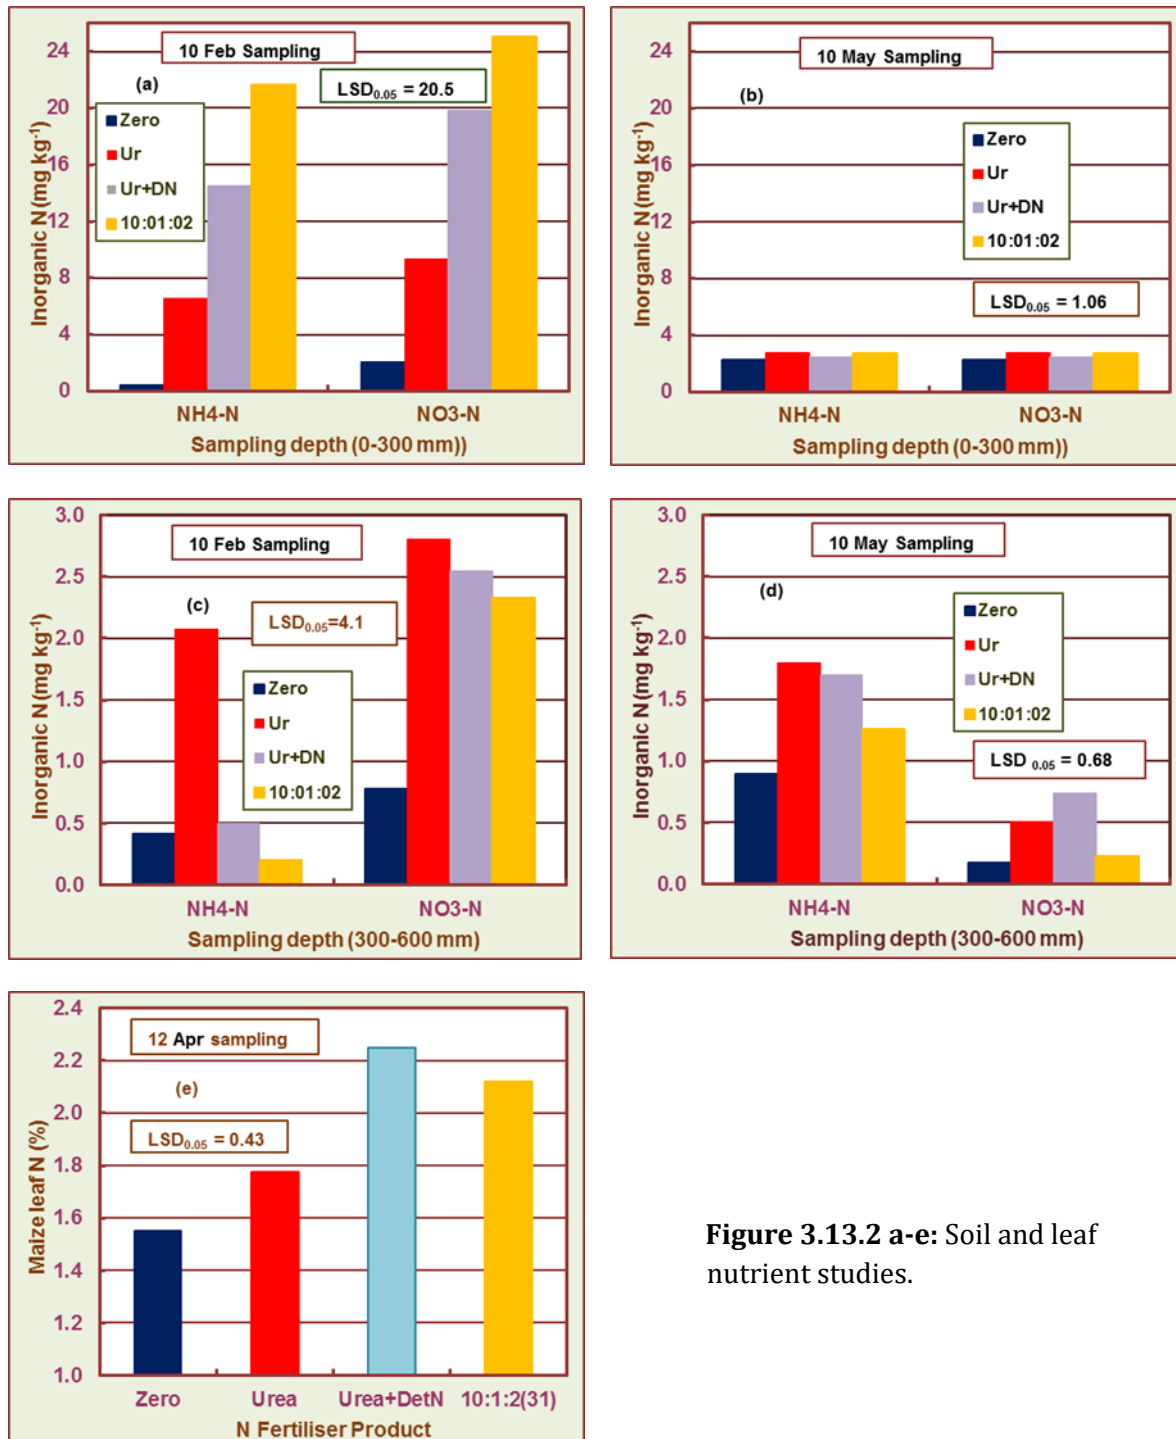 10 Feb Sampling
(a)
LSD0.05 = 20.5
Zero
Ur
Ur+DN
10:01:02
24
20
16
12
8
4
0
Inorganic N(mg kg-1)
NH4-N NO3-N
Sampling depth (0-300 mm))
10 May Sampling
(b)
Zero
Ur
Ur+DN
10:01:02
LSD0.05 = 1.06
24
20
16
12
8
4
0
Inorganic N(mg kg-1)
NH4-N NO3-N
Sampling depth (0-300 mm)
10 Feb Sampling
(c)
LSD0.05=4.1
Zero
Ur
Ur+DN
10:01:02
3.0
2.5
2.0
1.5
1.0
0.5
0.0
Inorganic N(mg kg-1)
NH4-N NO3-N
Sampling depth (300-600 mm)
10 May Sampling
(d)
Zero
Ur
Ur+DN
10:01:02
LSD 0.05 = 0.68
3.0
2.5
2.0
1.5
1.0
0.5
0.0
Inorganic N(mg kg-1)
NH4-N NO3-N
Sampling depth (300-600 mm)
12 Apr sampling
(e)
LSD0.05 = 0.43
2.4
2.2
2.0
1.8
1.6
1.4
1.2
1.0
Maize leaf N (%)
Zero Urea Urea+DetN 10:1:2(31)
N Fertiliser Product
Figure 3.13.2 a-e: Soil and leaf
nutrient studies.